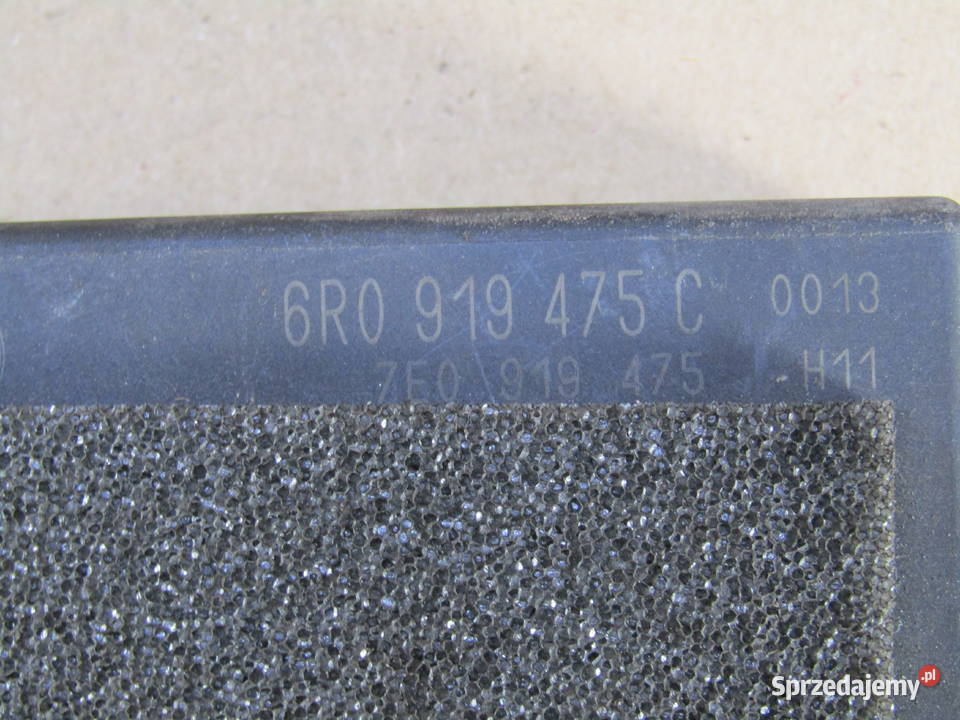 6R0 919 475 C 0013
7E0 919 475 H11
Sprzedajemy.pl